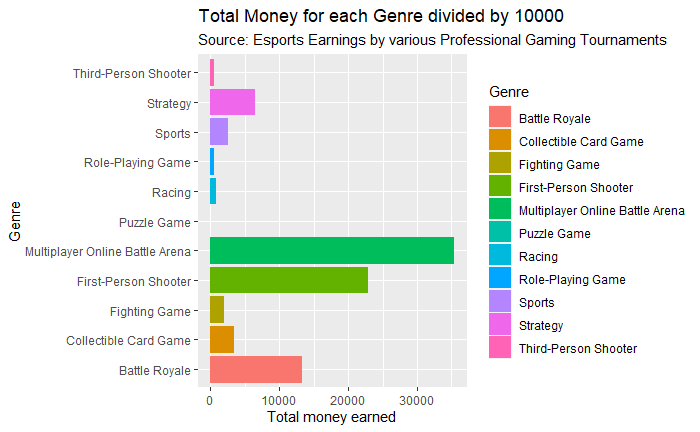 Total Money for each Genre divided by 10000
Source: Esports Earnings by various Professional Gaming Tournaments
Genre
Third-Person Shooter
Strategy
Sports
Role-Playing Game
Racing
Puzzle Game
Multiplayer Online Battle Arena
First-Person Shooter
Fighting Game
Collectible Card Game
Battle Royale
0 10000 20000 30000
Total money earned
Genre
Battle Royale
Collectible Card Game
Fighting Game
First-Person Shooter
Multiplayer Online Battle Arena
Puzzle Game
Racing
Role-Playing Game
Sports
Strategy
Third-Person Shooter